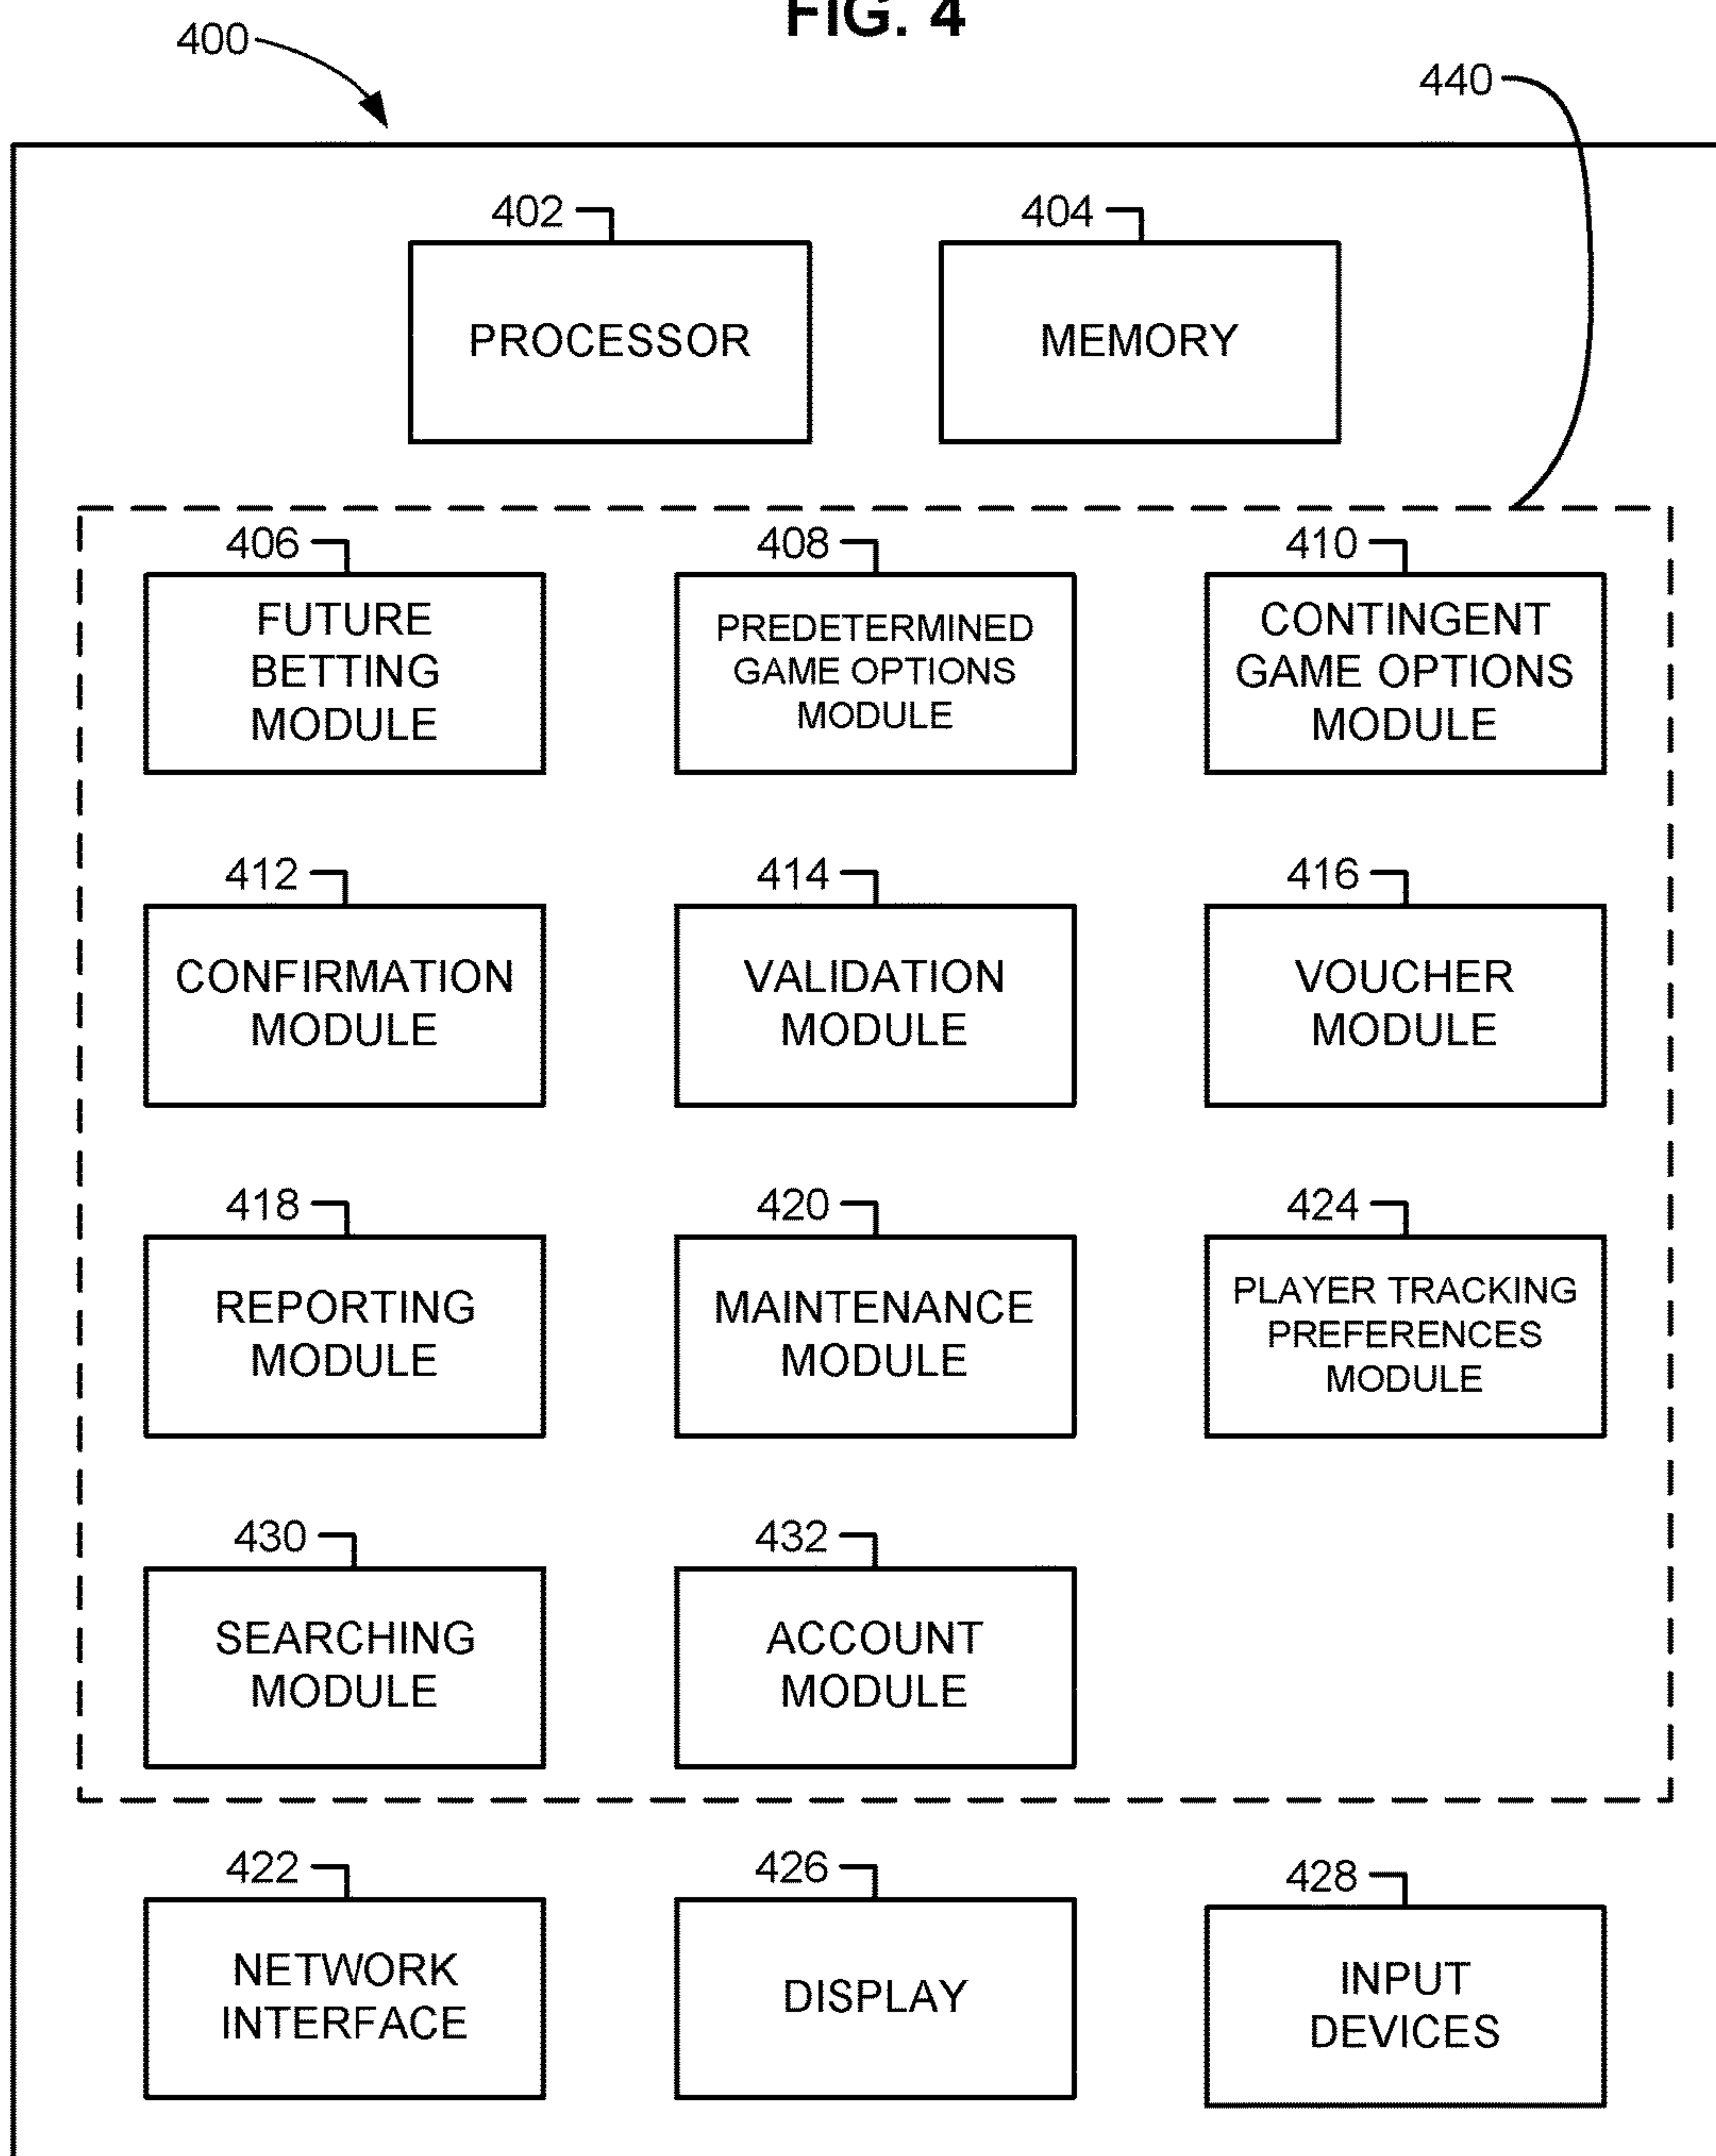 FIG. 4
400
440
402
404
PROCESSOR
MEMORY
406
408
410
FUTURE
BETTING
MODULE
PREDETERMINED
GAME OPTIONS
MODULE
CONTINGENT
GAME OPTIONS
MODULE
412
414
416
CONFIRMATION
MODULE
VALIDATION
MODULE
VOUCHER
MODULE
418
420
424
REPORTING
MODULE
MAINTENANCE
MODULE
PLAYER TRACKING
PREFERENCES
MODULE
430
432
SEARCHING
MODULE
ACCOUNT
MODULE
422
426
428
NETWORK
INTERFACE
DISPLAY
INPUT
DEVICES